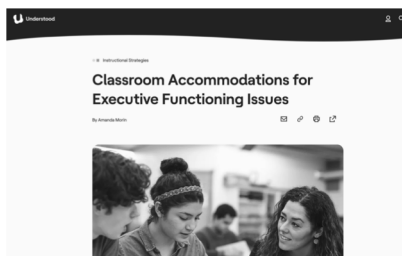 Understood
Instructional Strategies
Classroom Accommodations for
Executive Functioning Issues
By Amanda Morin